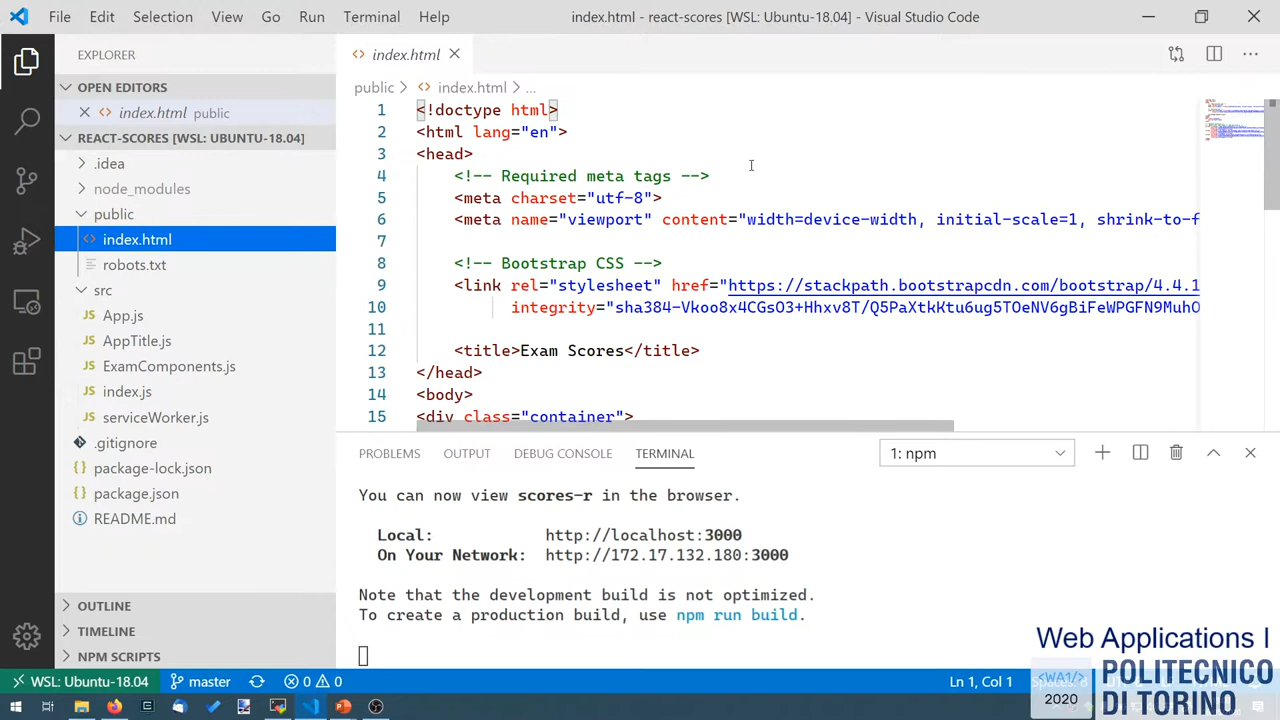 File Edit Selection View Go Run Terminal Help
index.html - react-scores [WSL: Ubuntu-18.04] - Visual Studio Code
EXPLORER
OPEN EDITORS
index.html public
REACT-SCORES [WSL: UBUNTU-18.04]
.idea
node_modules
public
index.html
robots.txt
src
App.js
AppTitle.js
ExamComponents.js
index.js
serviceWorker.js
.gitignore
package-lock.json
package.json
README.md
OUTLINE
TIMELINE
NPM SCRIPTS
index.html
public > index.html > ...
1 <!doctype html>
2 <html lang="en">
3 <head>
4 <!-- Required meta tags -->
5 <meta charset="utf-8">
6 <meta name="viewport" content="width=device-width, initial-scale=1, shrink-to-f
7
8 <!-- Bootstrap CSS -->
9 <link rel="stylesheet" href="https://stackpath.bootstrapcdn.com/bootstrap/4.4.1
10 integrity="sha384-Vkoo8x4CGsO3+Hhxv8T/Q5PaXtkKtu6ug5TOeNV6gBiFeWPGFN9MuhO
11
12 <title>Exam Scores</title>
13 </head>
14 <body>
15 <div class="container">
PROBLEMS OUTPUT DEBUG CONSOLE TERMINAL
1: npm
You can now view scores-r in the browser.
Local: http://localhost:3000
On Your Network: http://172.17.132.180:3000
Note that the development build is not optimized.
To create a production build, use npm run build.
WSL: Ubuntu-18.04 master 0 0 Ln 1, Col 1
Web Applications I
<WA1/>
2020
POLITECNICO
DI TORINO